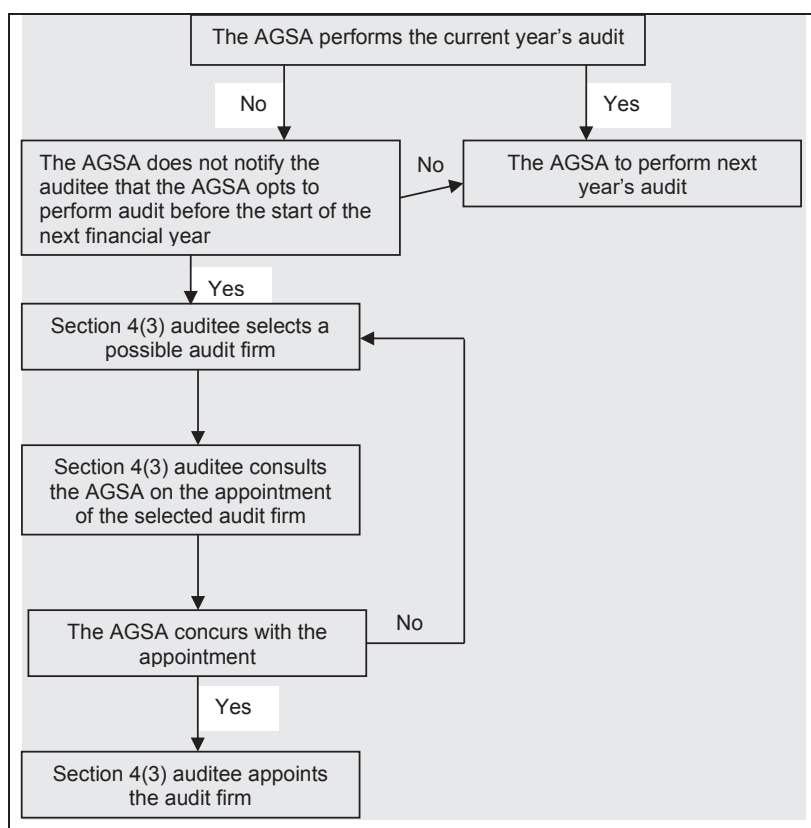 The AGSA performs the current year’s audit
No
Yes
The AGSA does not notify the
auditee that the AGSA opts to
perform audit before the start of the
next financial year
No
The AGSA to perform next
year’s audit
Yes
Section 4(3) auditee selects a
possible audit firm
Section 4(3) auditee consults
the AGSA on the appointment
of the selected audit firm
The AGSA concurs with the
appointment
No
Yes
Section 4(3) auditee appoints
the audit firm